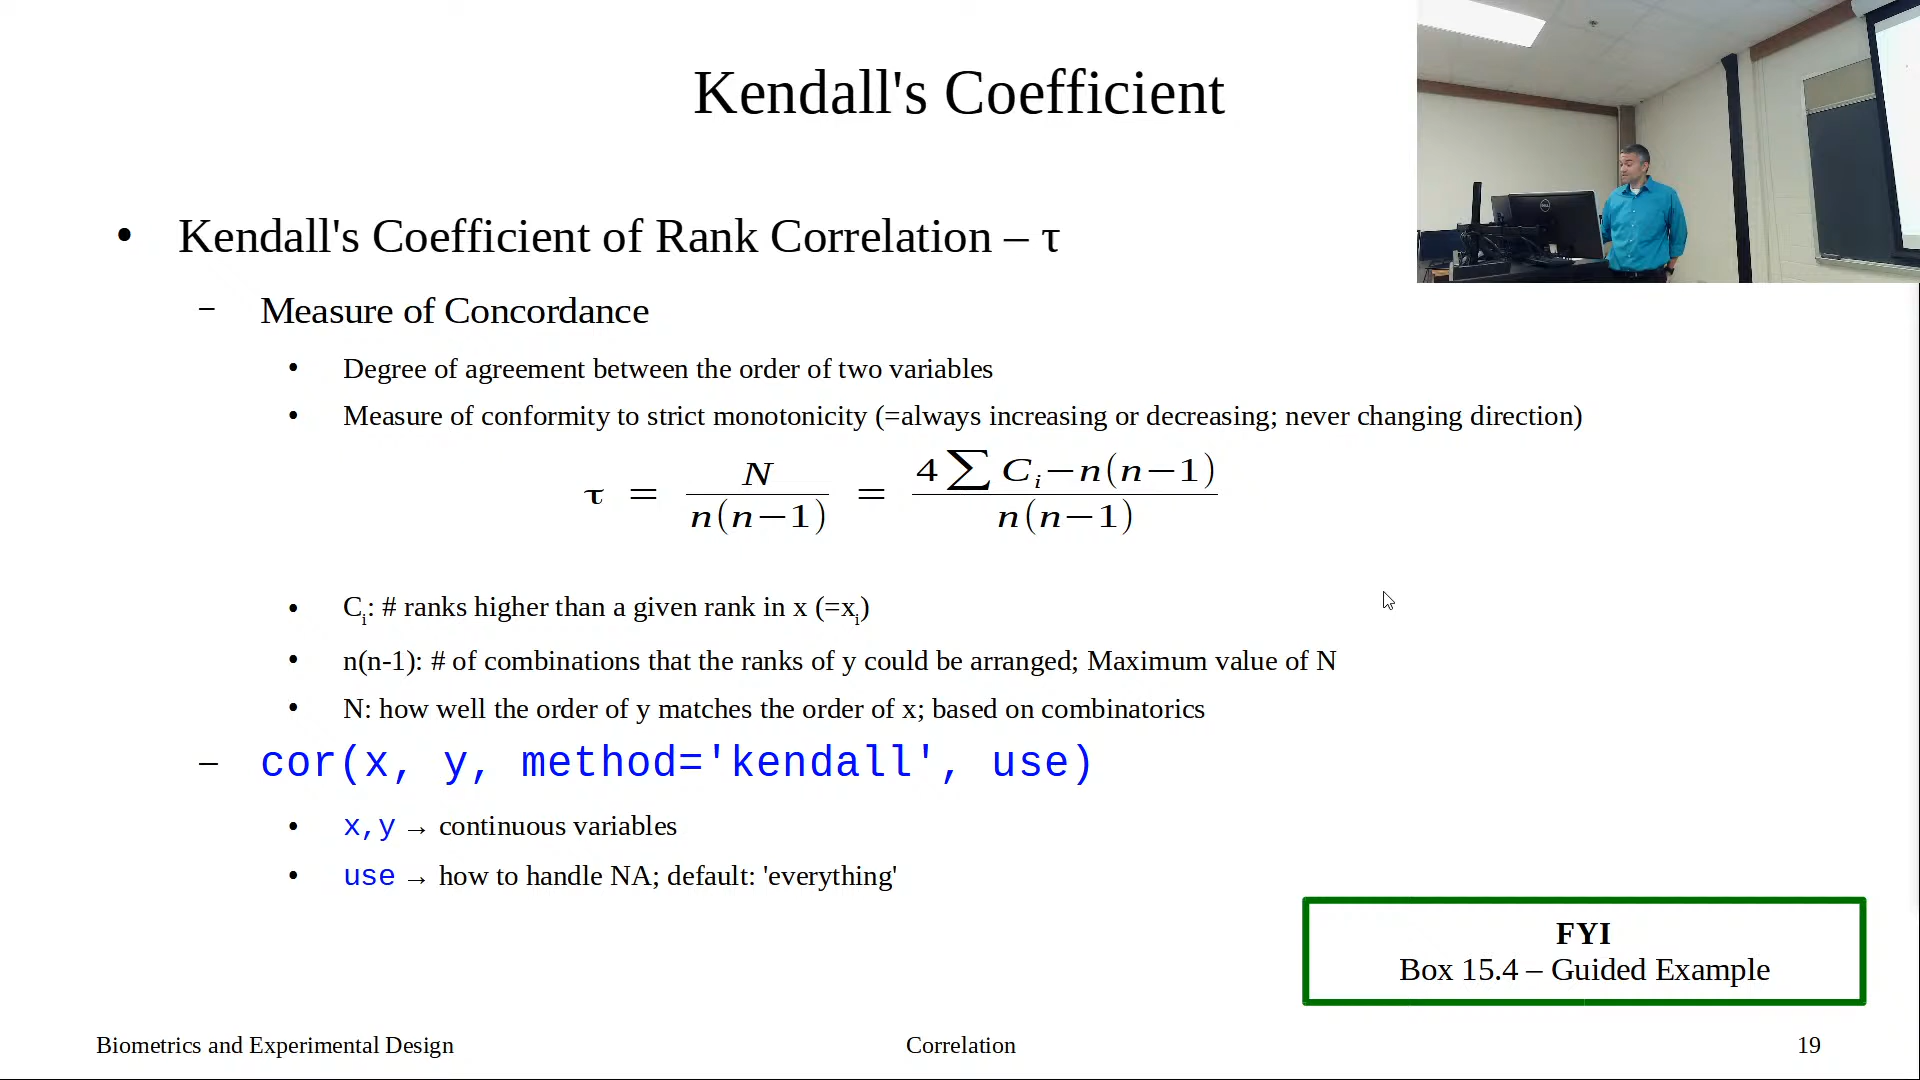 Kendall's Coefficient
• Kendall's Coefficient of Rank Correlation – τ
– Measure of Concordance
• Degree of agreement between the order of two variables
• Measure of conformity to strict monotonicity (=always increasing or decreasing; never changing direction)
τ = N / n(n−1) = 4 ∑ Cᵢ − n(n−1) / n(n−1)
• Cᵢ: # ranks higher than a given rank in x (=xᵢ)
• n(n-1): # of combinations that the ranks of y could be arranged; Maximum value of N
• N: how well the order of y matches the order of x; based on combinatorics
– cor(x, y, method='kendall', use)
• x,y → continuous variables
• use → how to handle NA; default: 'everything'
FYI
Box 15.4 – Guided Example
Biometrics and Experimental Design
Correlation
19
DELL